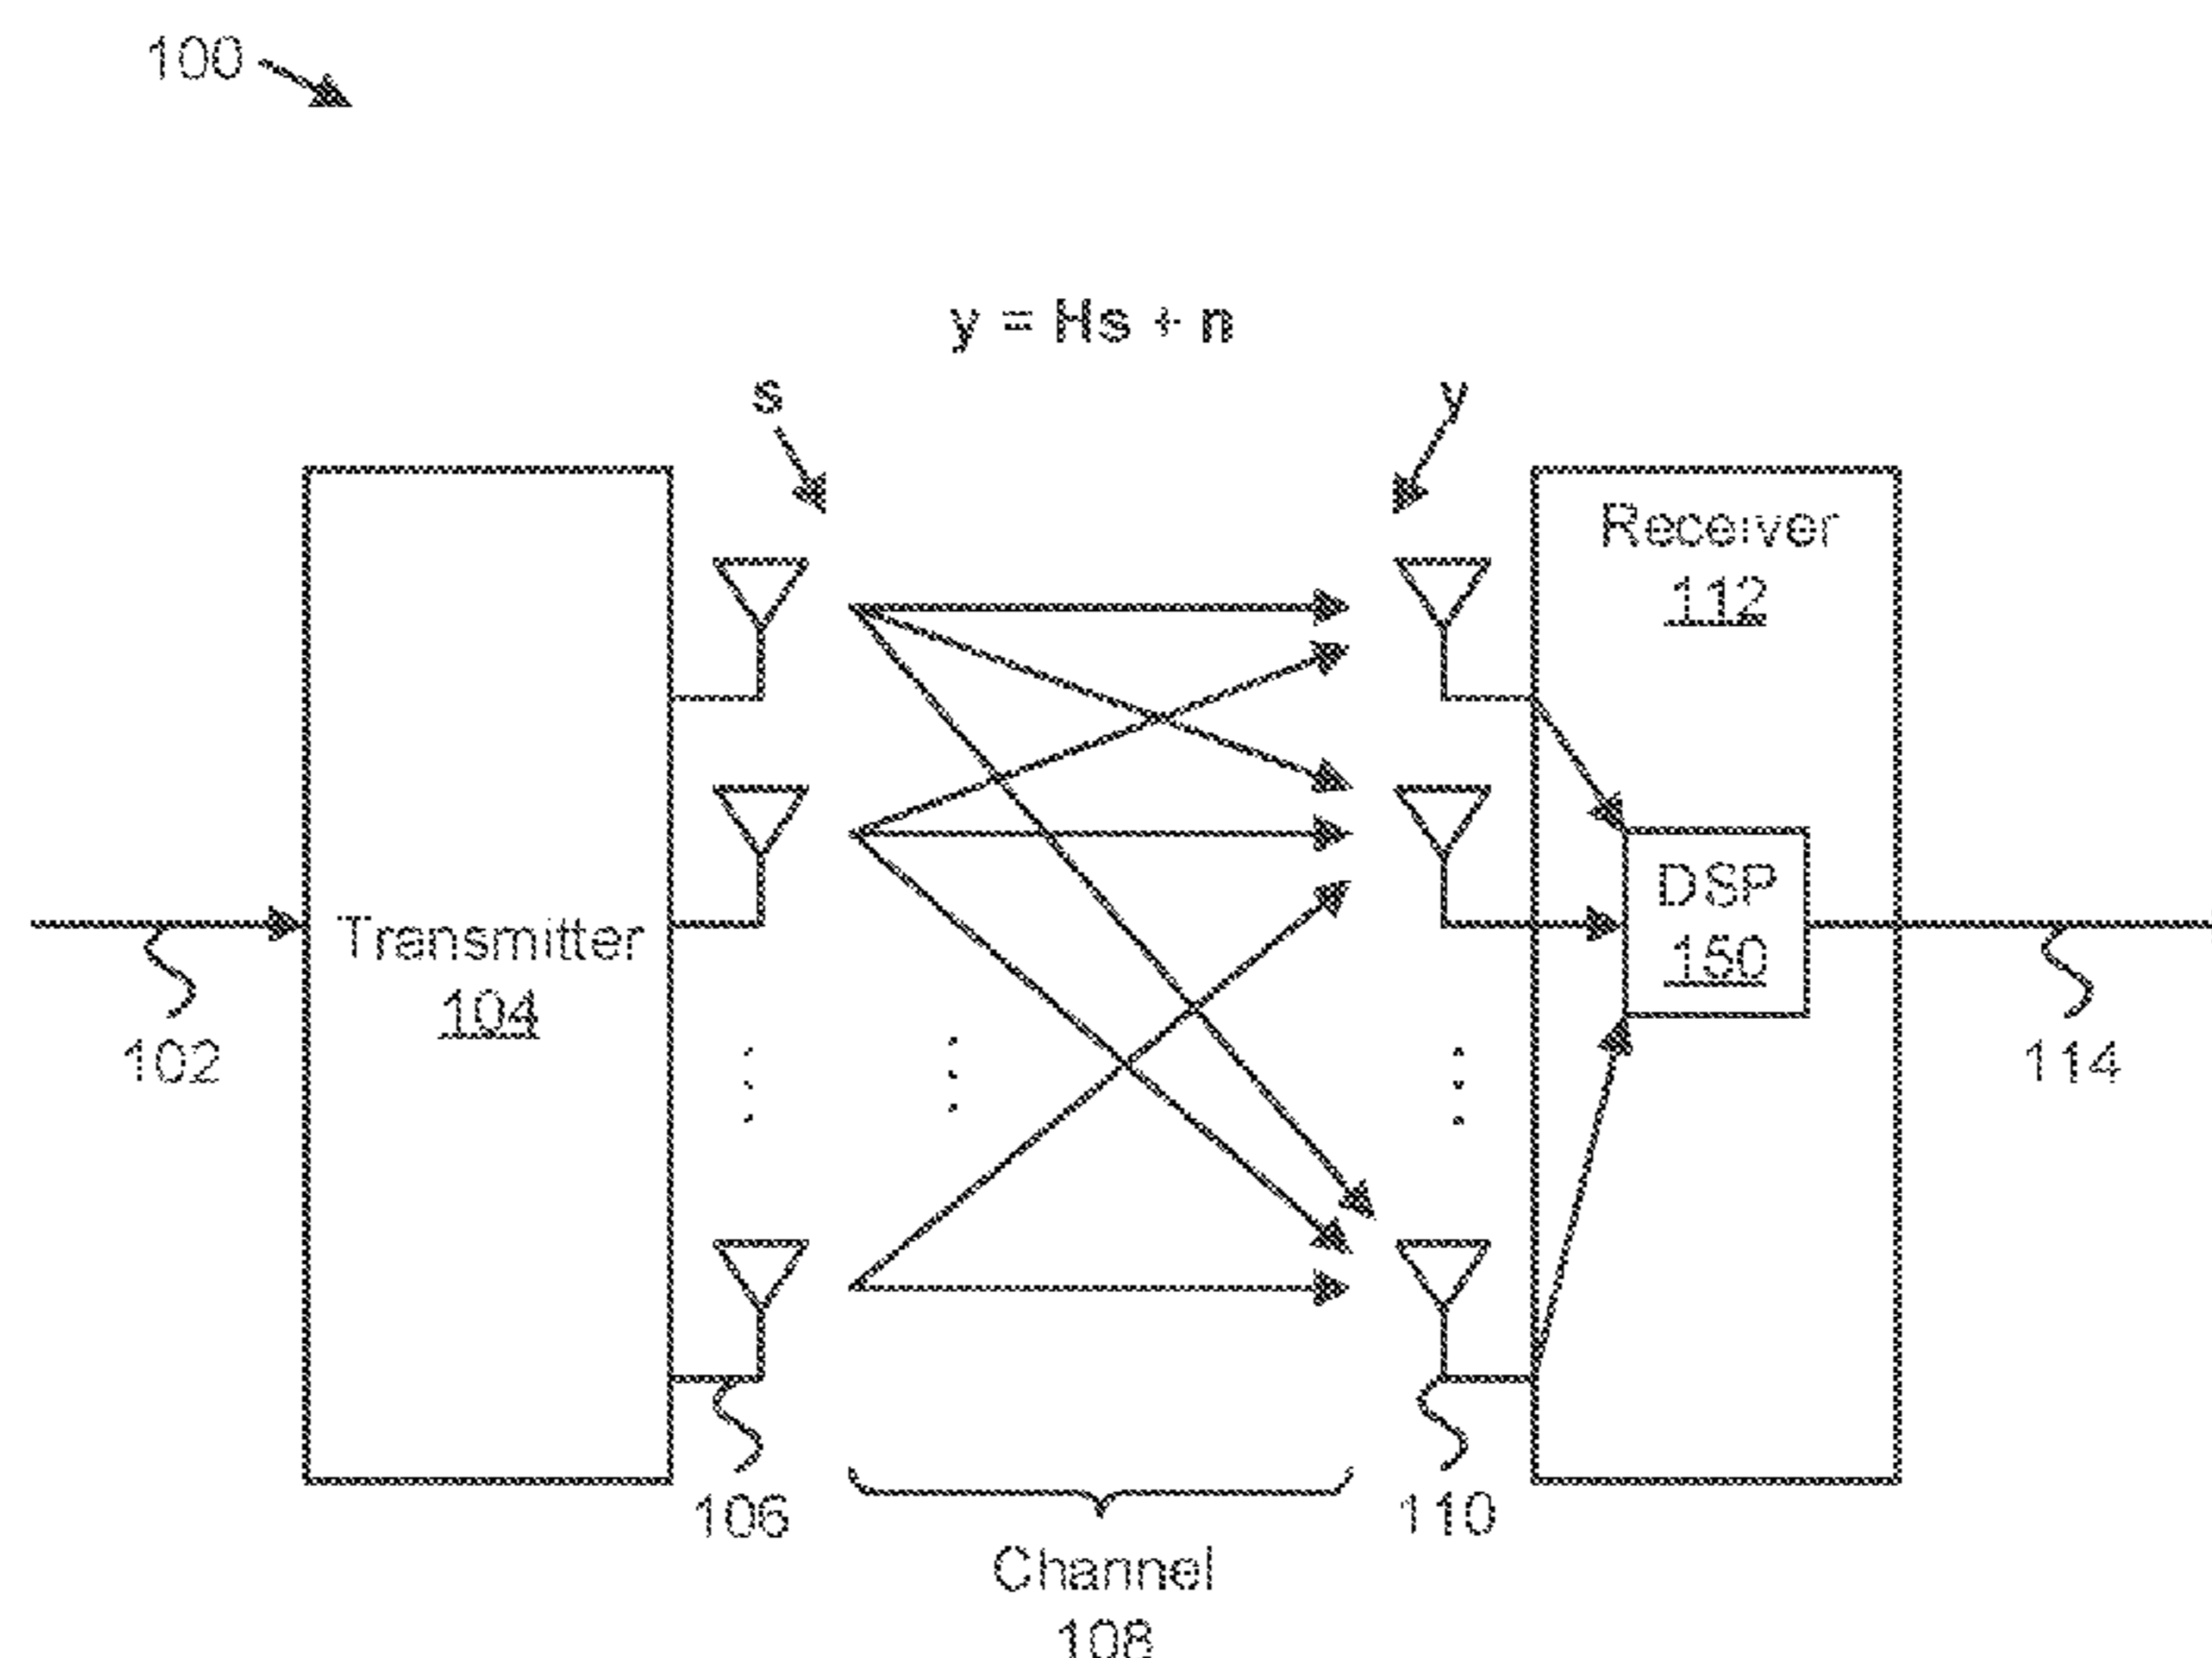 100
y = Hs + n
s
y
Receiver
112
DSP
150
Transmitter
104
102
114
106
110
Channel
108